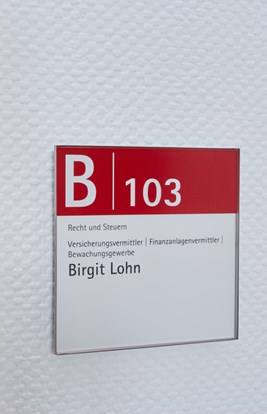 B | 103
Recht und Steuern
Versicherungsvermittler | Finanzanlagenvermittler |
Bewachungsgewerbe
Birgit Lohn